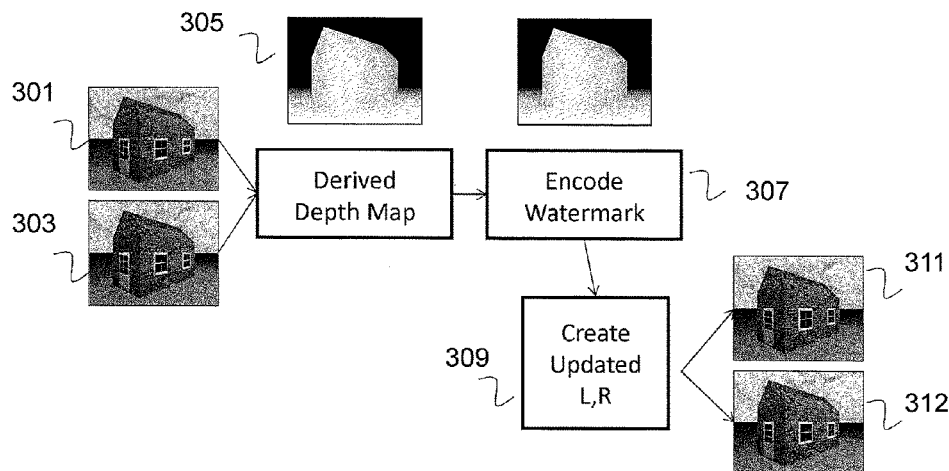 305
301
303
Derived
Depth Map
Encode
Watermark
307
309
Create
Updated
L,R
311
312